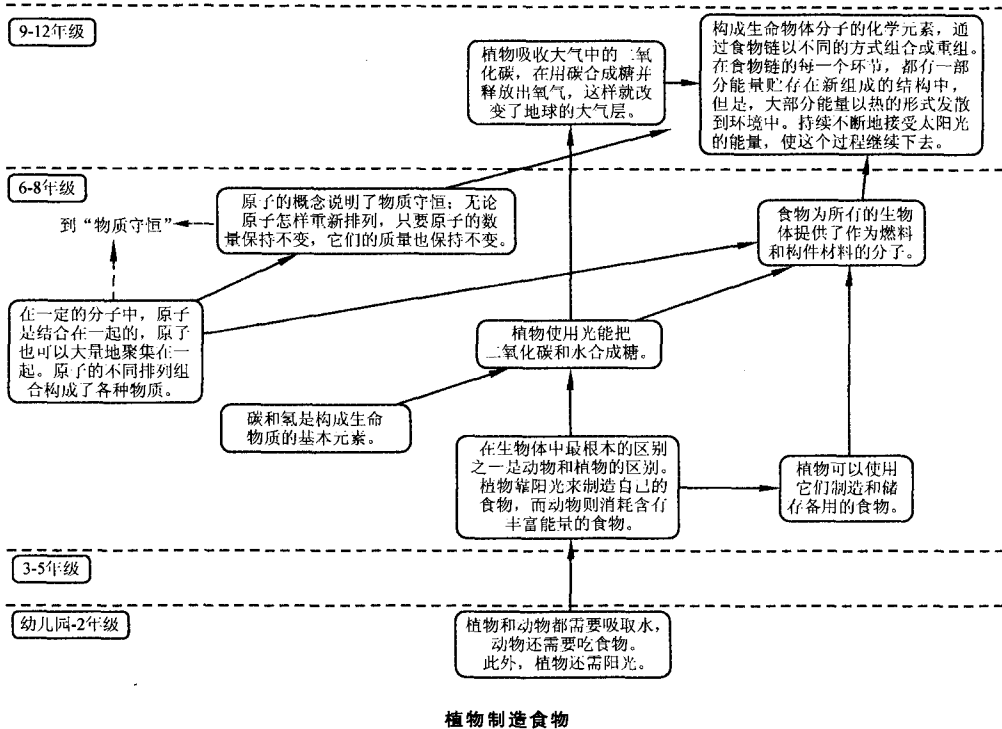 9-12年级
植物吸收大气中的二氧
化碳，在用碳合成糖并
释放出氧气，这样就改
变了地球的大气层。
构成生命物体分子的化学元素，通
过食物链以不同的方式组合或重组。
在食物链的每一个环节，都有一部
分能量贮存在新组成的结构中，
但是，大部分能量以热的形式发散
到环境中。持续不断地接受太阳光
的能量，使这个过程继续下去。
6-8年级
到“物质守恒”
原子的概念说明了物质守恒：无论
原子怎样重新排列，只要原子的数
量保持不变，它们的质量也保持不变。
食物为所有的生物
体提供了作为燃料
和构件材料的分子。
在一定的分子中，原子
是结合在一起的，原子
也可以大量地聚集在一
起。原子的不同排列组
合构成了各种物质。
植物使用光能把
二氧化碳和水合成糖。
碳和氢是构成生命
物质的基本元素。
在生物体中最根本的区别
之一是动物和植物的区别。
植物靠阳光来制造自己的
食物，而动物则消耗含有
丰富能量的食物。
植物可以使用
它们制造和储
存备用的食物。
3-5年级
幼儿园-2年级
植物和动物都需要吸取水，
动物还需要吃食物。
此外，植物还需阳光。
植物制造食物